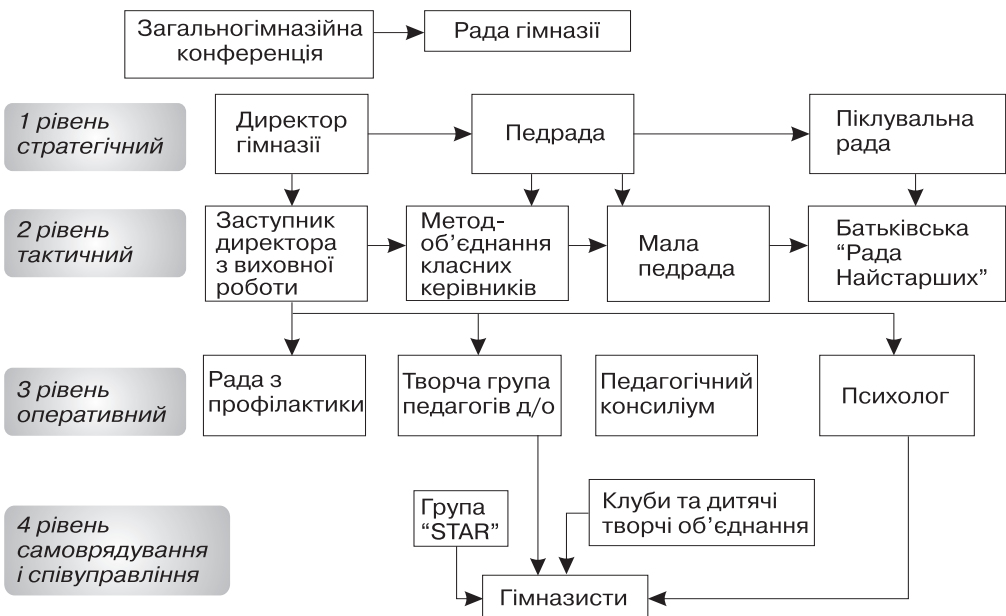 Загальногімназійна
конференція
Рада гімназії
1 рівень
стратегічний
Директор
гімназії
Педрада
Піклувальна
рада
2 рівень
тактичний
Заступник
директора
з виховної
роботи
Метод-
об’єднання
класних
керівників
Мала
педрада
Батьківська
“Рада
Найстарших”
3 рівень
оперативний
Рада з
профілактики
Творча група
педагогів д/о
Педагогічний
консиліум
Психолог
4 рівень
самоврядування
і співуправління
Група
“STAR”
Клуби та дитячі
творчі об’єднання
Гімназисти